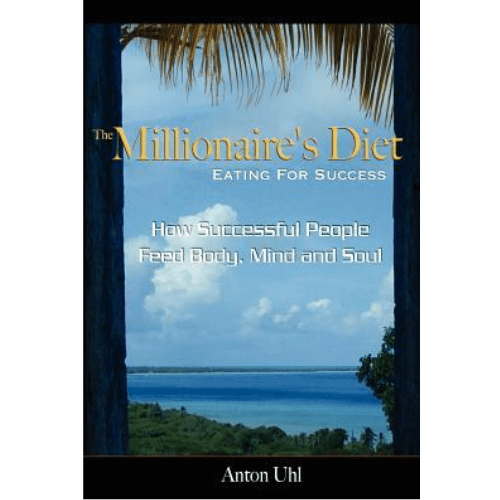 The Millionaire's Diet
EATING FOR SUCCESS
How Successful People
Feed Body, Mind and Soul
Anton Uhl